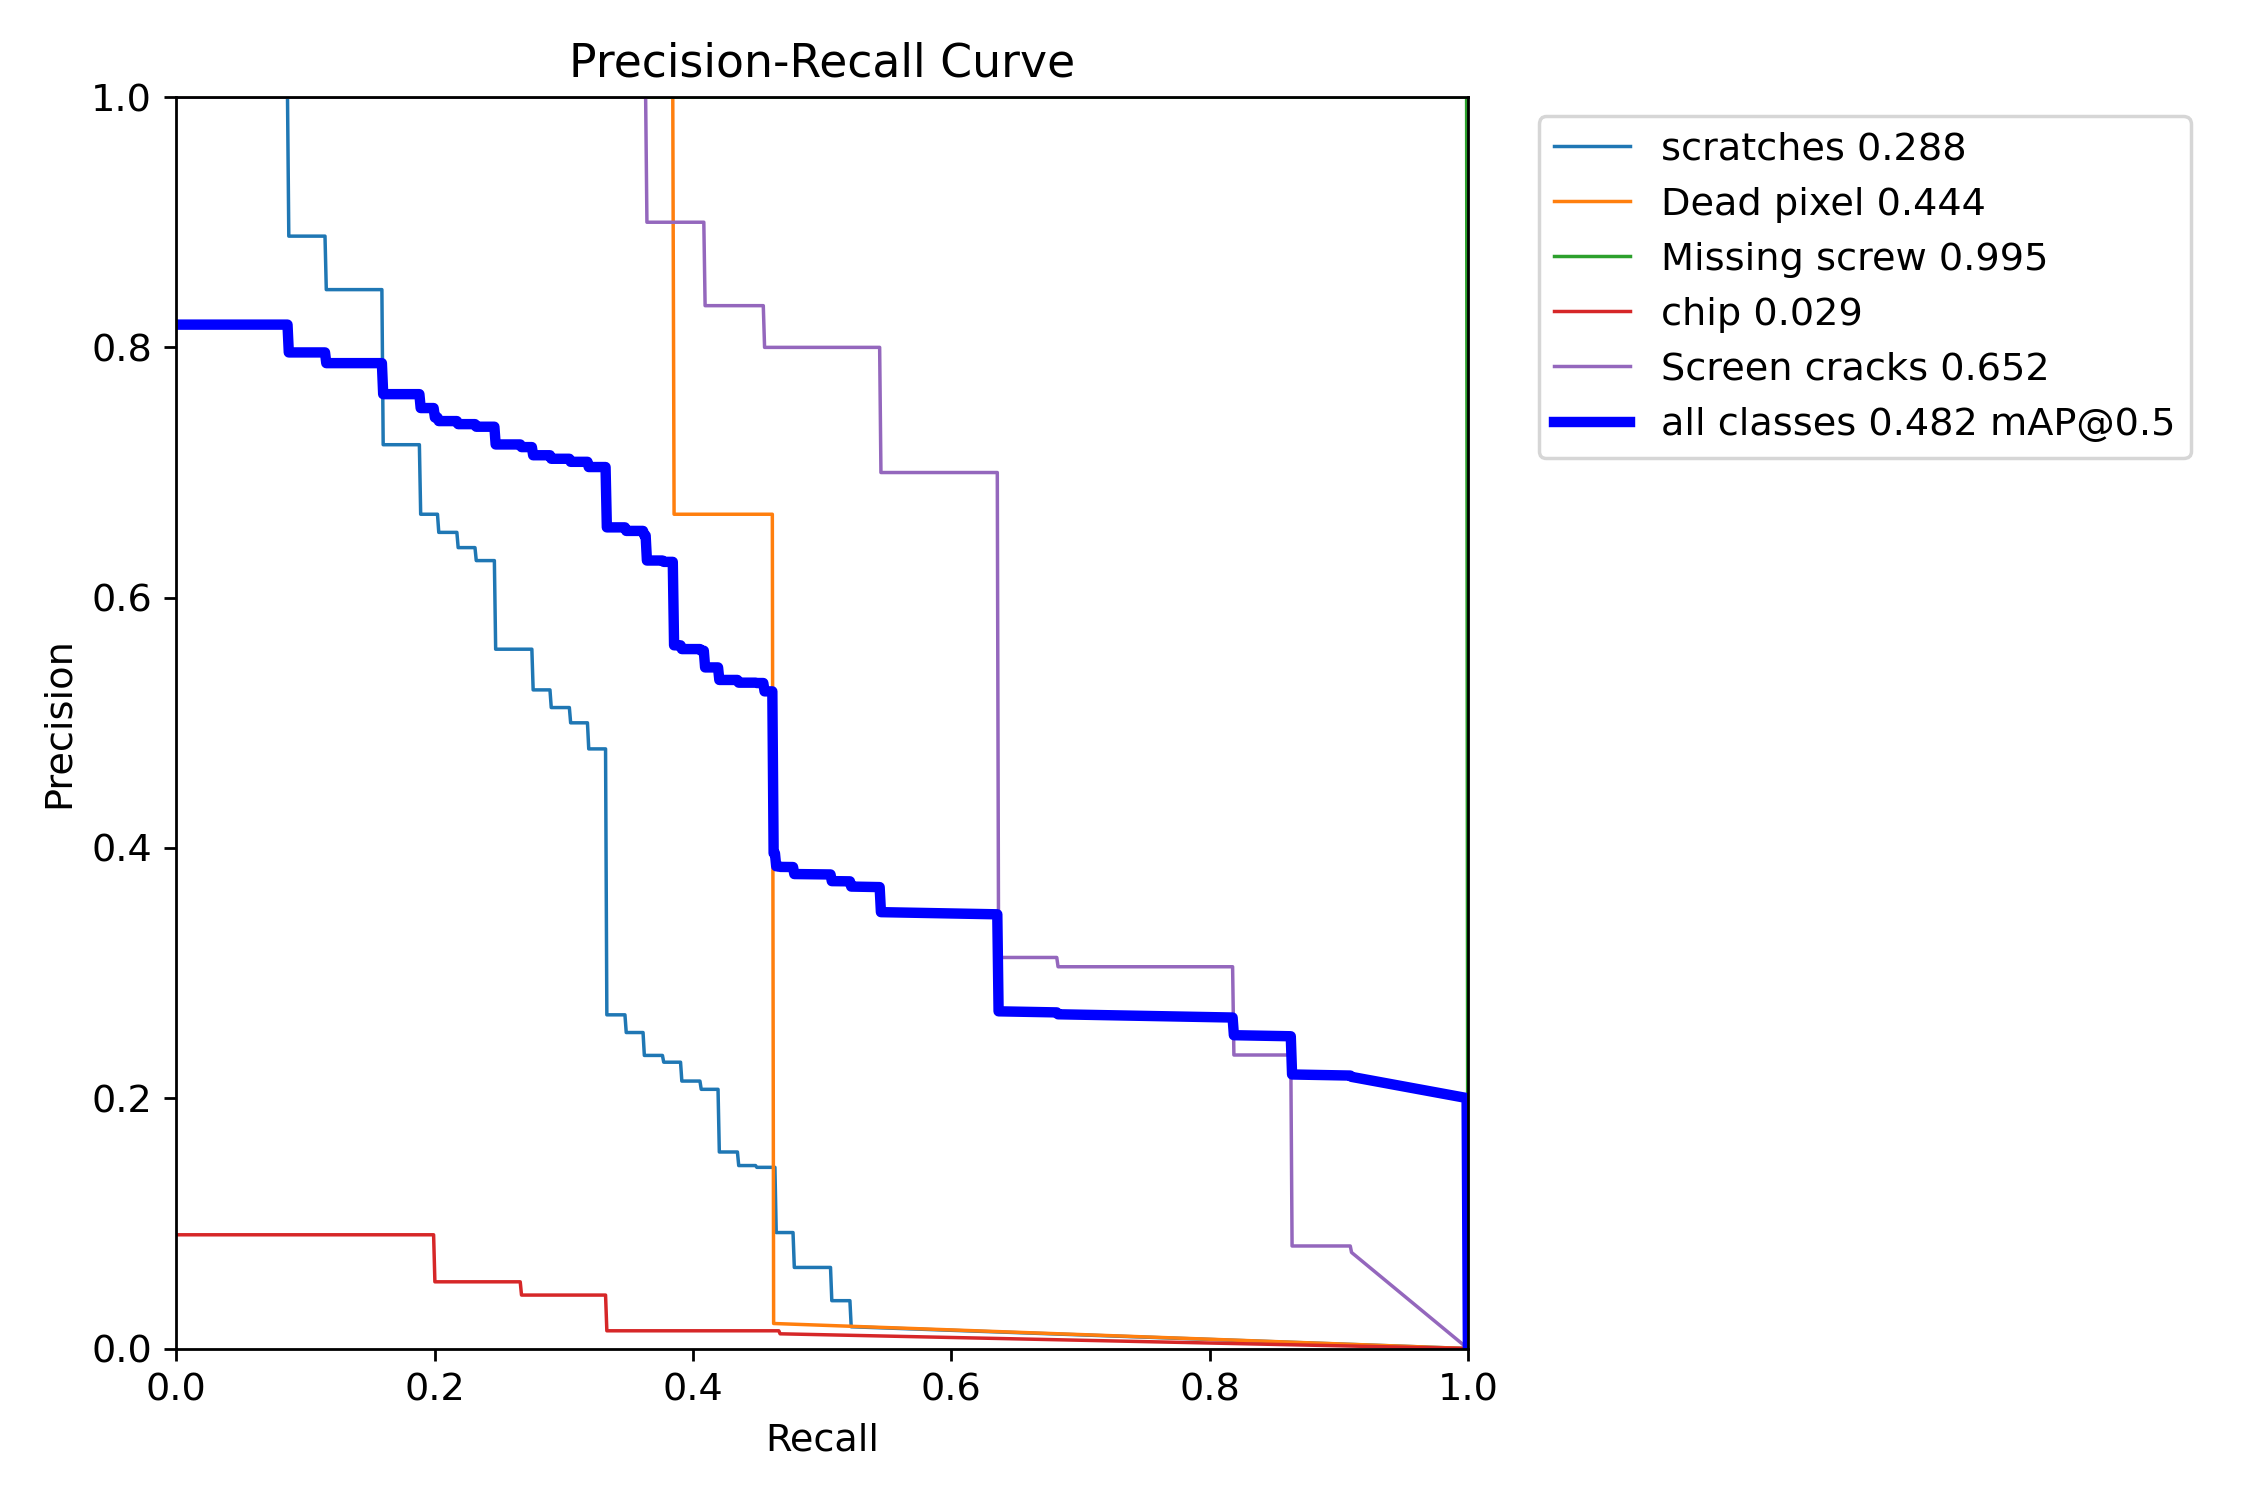 Precision-Recall Curve
1.0
0.8
0.6
0.4
0.2
0.0
Precision
0.0 0.2 0.4 0.6 0.8 1.0
Recall
scratches 0.288
Dead pixel 0.444
Missing screw 0.995
chip 0.029
Screen cracks 0.652
all classes 0.482 mAP@0.5